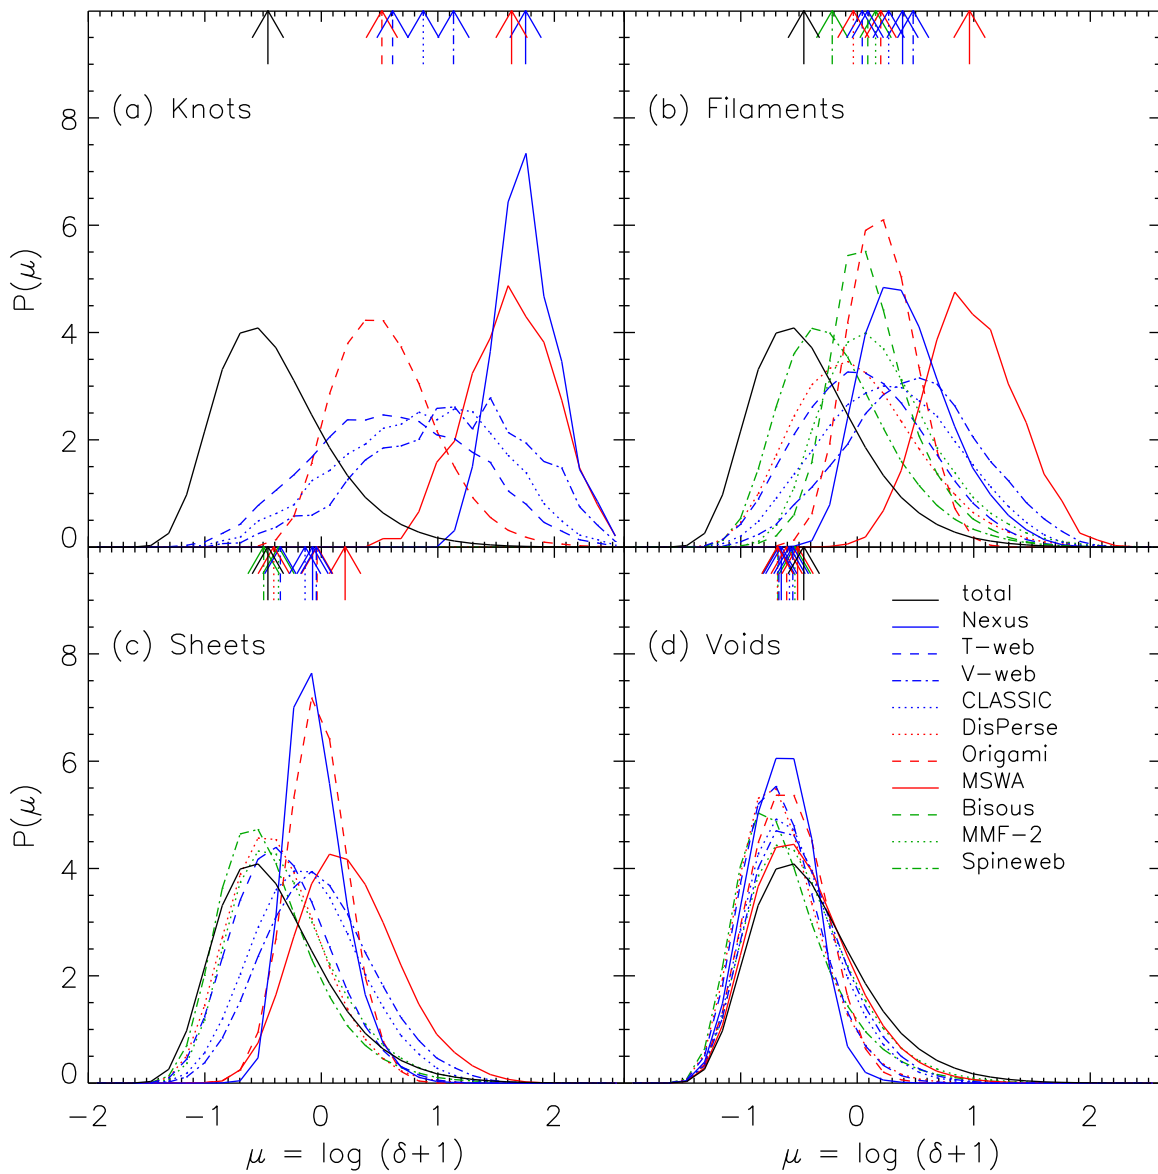 (a) Knots
(b) Filaments
8
6
4
2
0
P(μ)
(c) Sheets
(d) Voids
total
Nexus
T-web
V-web
CLASSIC
DisPerse
Origami
MSWA
Bisous
MMF-2
Spineweb
8
6
4
2
0
P(μ)
-2 -1 0 1 2 -1 0 1 2
μ = log (δ+1) μ = log (δ+1)